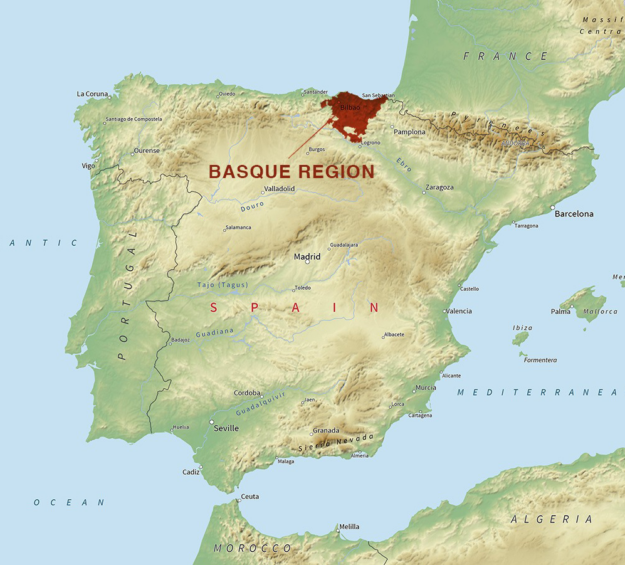 Massif
Centra
FRANCE
La Coruna
Oviedo
Santander
San Sebastian
Bilbao
Santiago de Compostela
Pamplona
Pyrenees
Ourense
Logrono
Burgos
Vigo
Ebro
BASQUE REGION
Valladolid
Zaragoza
Douro
Barcelona
Salamanca
Tarragona
ANTIC
PORTUGAL
Guadalajara
Madrid
Tajo (Tagus)
Toledo
Castello
SPAIN
Valencia
Palma
Mallorca
Ibiza
Guadiana
Badajoz
Albacete
Formentera
Alicante
Cordoba
Murcia
MEDITERRANEA
Guadalquivir
Jaen
Lorca
Cartagena
Huelva
Seville
Granada
Sierra Nevada
Almeria
Malaga
Cadiz
Ceuta
OCEAN
Melilla
ALGERIA
MOROCCO